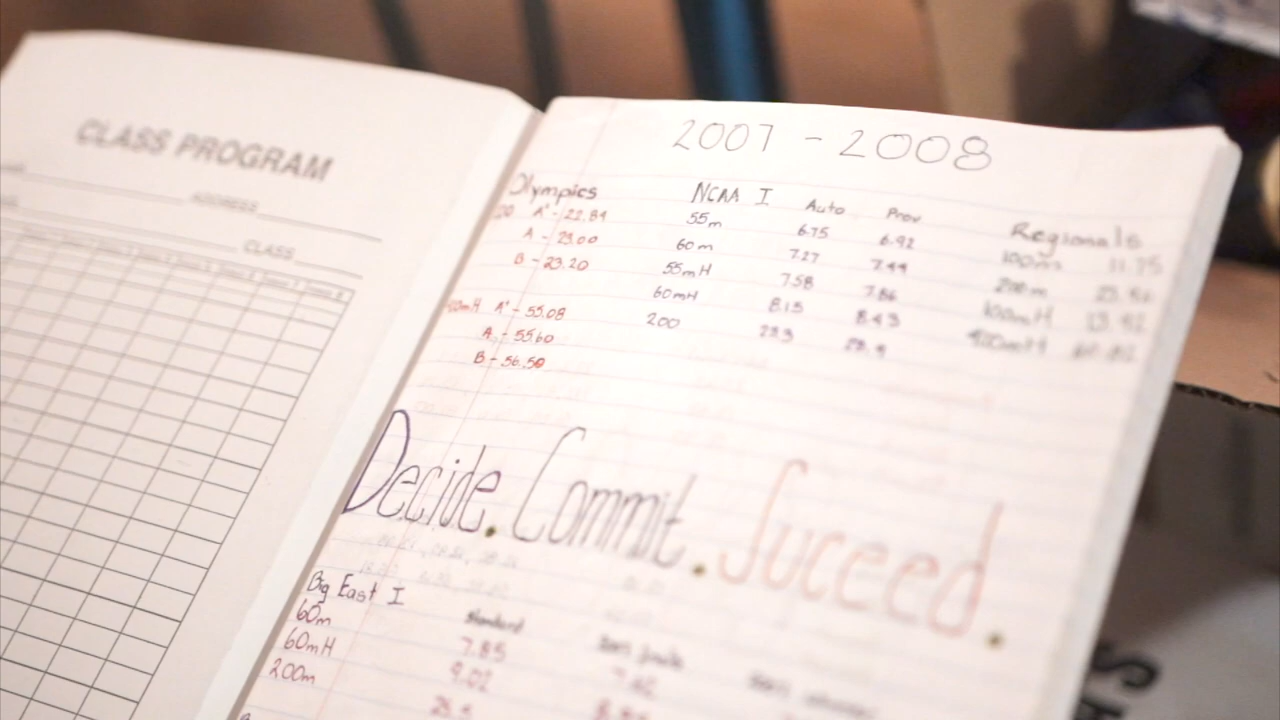 CLASS PROGRAM
ADDRESS
CLASS
2007 - 2008
Olympics
A+ - 22.89
A - 23.00
B - 23.20
A+ - 55.08
A - 55.60
B - 56.50
NCAA I Auto Prov
55m 6.75 6.92
60m 7.27 7.44
55mH 7.58 7.86
60mH 8.15 8.43
200 23.3 23.9
Regionals
100m 11.75
200m
100mH
400mH
Decide. Commit. Suceed.
Big East I
Standard
60m 7.85
60mH 9.02
200m